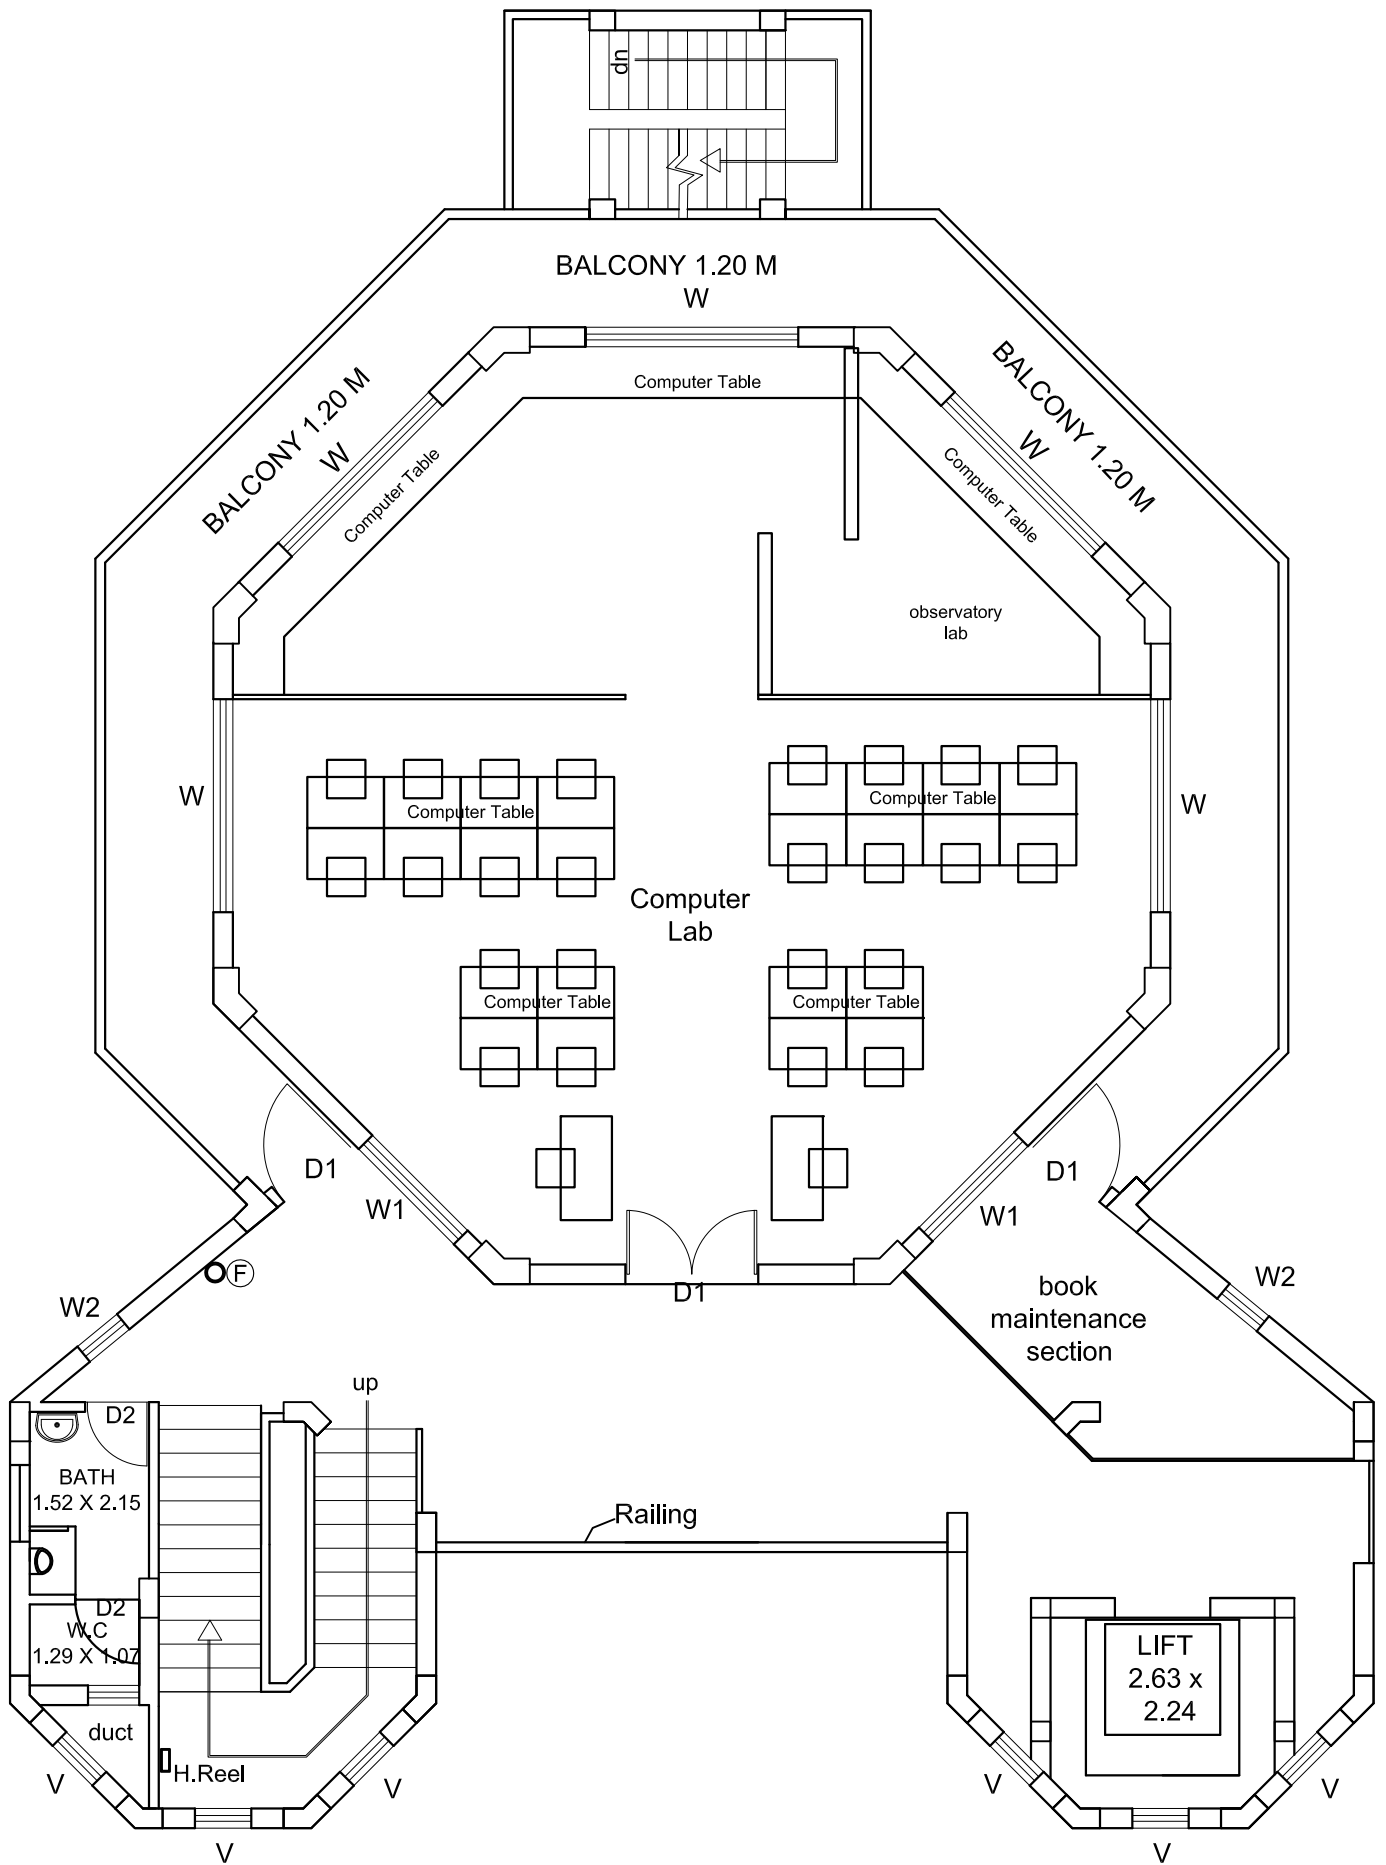 dn
BALCONY 1.20 M
W
BALCONY 1.20 M
W
Computer Table
Computer Table
BALCONY 1.20 M
W
Computer Table
observatory
lab
W
W
Computer Table
Computer Table
Computer
Lab
Computer Table
Computer Table
D1
D1
W1
W1
F
D1
W2
W2
book
maintenance
section
up
D2
BATH
1.52 X 2.15
Railing
D2
W.C
1.29 X 1.07
LIFT
2.63 x
2.24
duct
H.Reel
V
V
V
V
V
V